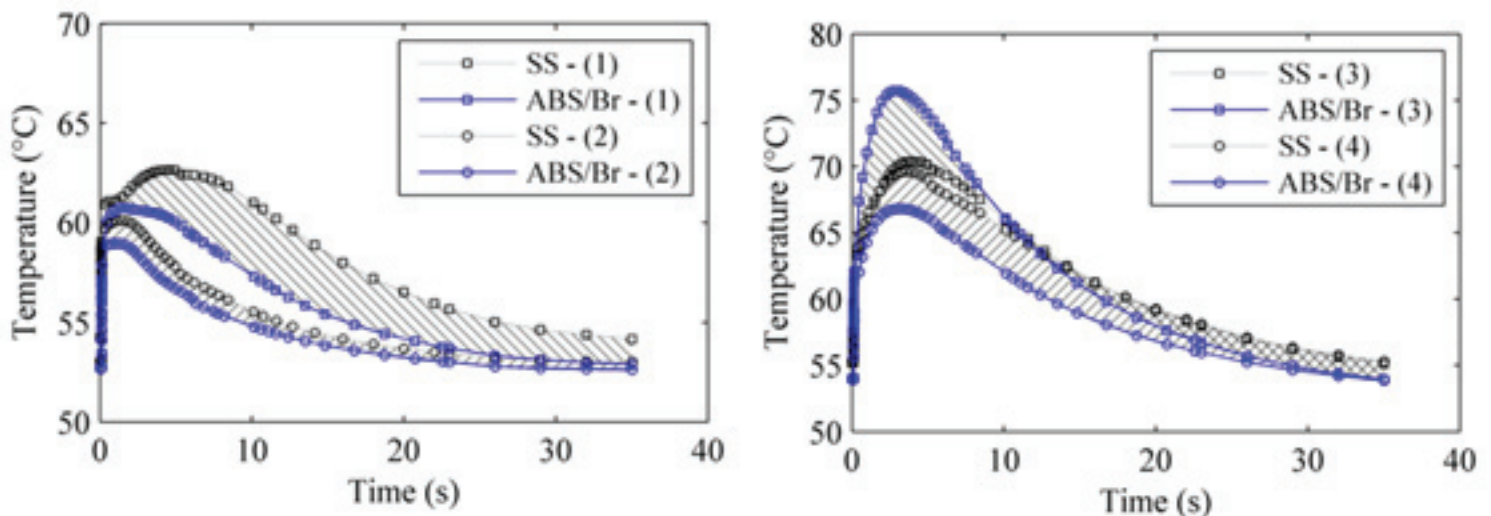 70
65
60
55
50
Temperature (°C)
0 10 20 30 40
Time (s)
SS - (1)
ABS/Br - (1)
SS - (2)
ABS/Br - (2)
80
75
70
65
60
55
50
Temperature (°C)
0 10 20 30 40
Time (s)
SS - (3)
ABS/Br - (3)
SS - (4)
ABS/Br - (4)